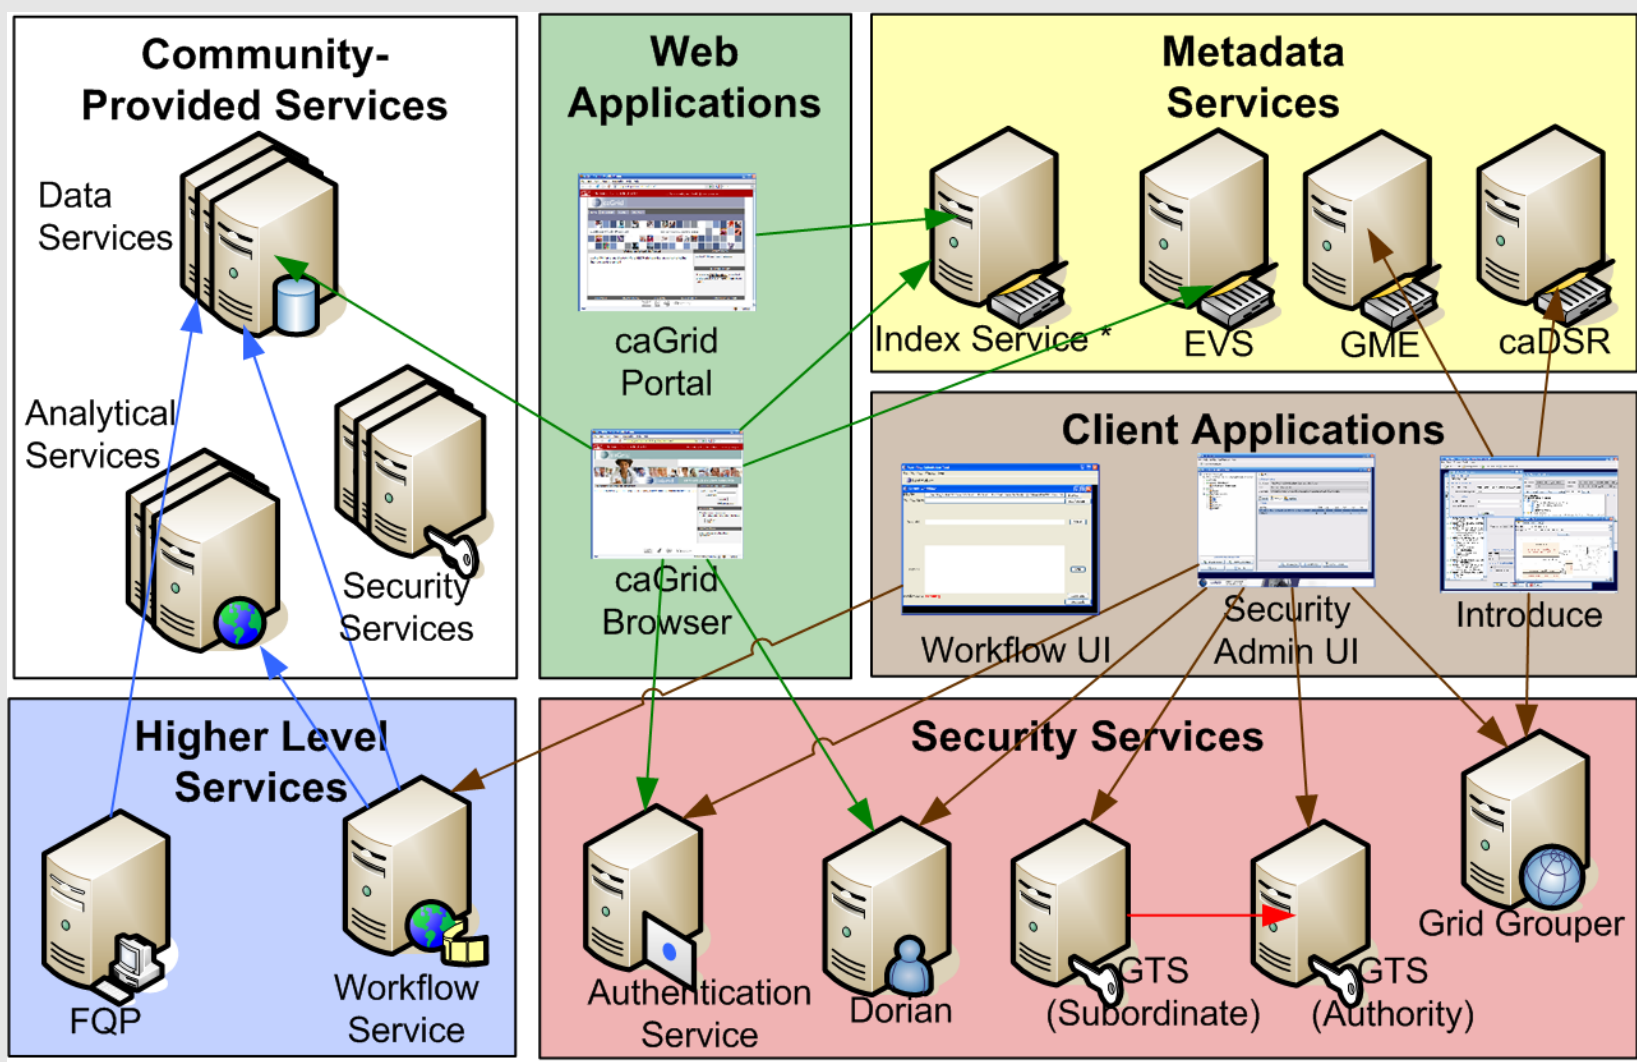 Community-
Provided Services
Data
Services
Analytical
Services
Security
Services
Web
Applications
caGrid
Portal
caGrid
Browser
Metadata
Services
Index Service *
EVS
GME
caDSR
Client Applications
Workflow UI
Security
Admin UI
Introduce
Higher Level
Services
FQP
Workflow
Service
Security Services
Authentication
Service
Dorian
GTS
(Subordinate)
GTS
(Authority)
Grid Grouper